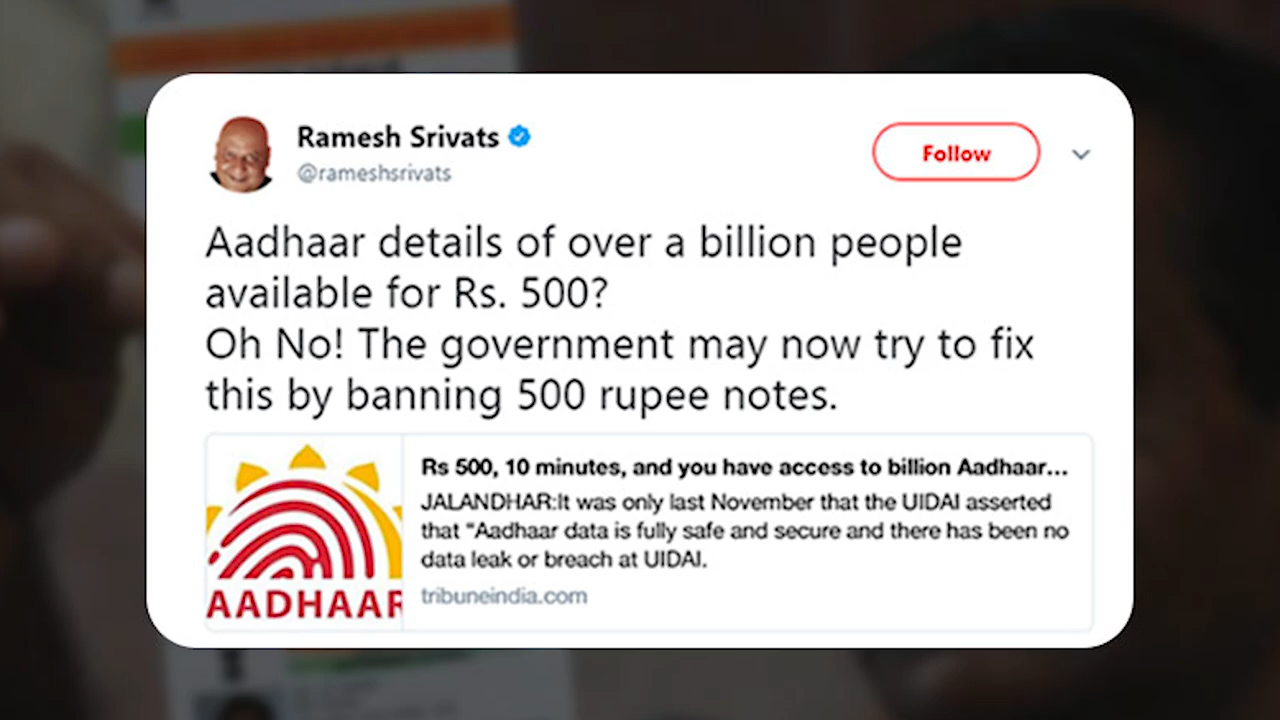 Ramesh Srivats
@rameshsrivats
Follow
Aadhaar details of over a billion people
available for Rs. 500?
Oh No! The government may now try to fix
this by banning 500 rupee notes.
Rs 500, 10 minutes, and you have access to billion Aadhaar...
JALANDHAR:It was only last November that the UIDAI asserted
that “Aadhaar data is fully safe and secure and there has been no
data leak or breach at UIDAI.
tribuneindia.com
AADHAAR